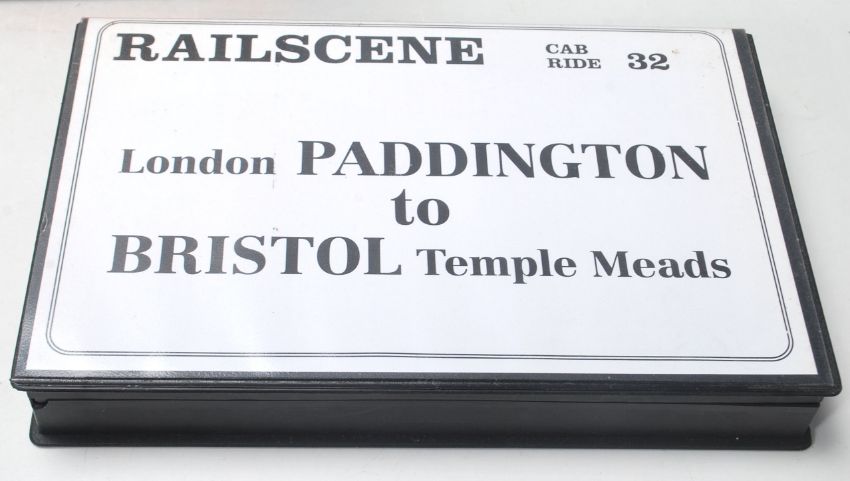 RAILSCENE CAB RIDE 32
London PADDINGTON
to
BRISTOL Temple Meads